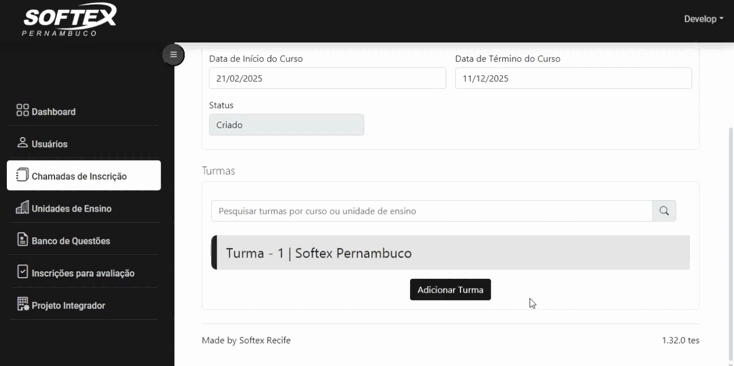 SOFTEX
PERNAMBUCO
Develop
Dashboard
Usuários
Chamadas de Inscrição
Unidades de Ensino
Banco de Questões
Inscrições para avaliação
Projeto Integrador
Data de Início do Curso
Data de Término do Curso
21/02/2025
11/12/2025
Status
Criado
Turmas
Pesquisar turmas por curso ou unidade de ensino
Turma - 1 | Softex Pernambuco
Adicionar Turma
Made by Softex Recife
1.32.0 tes